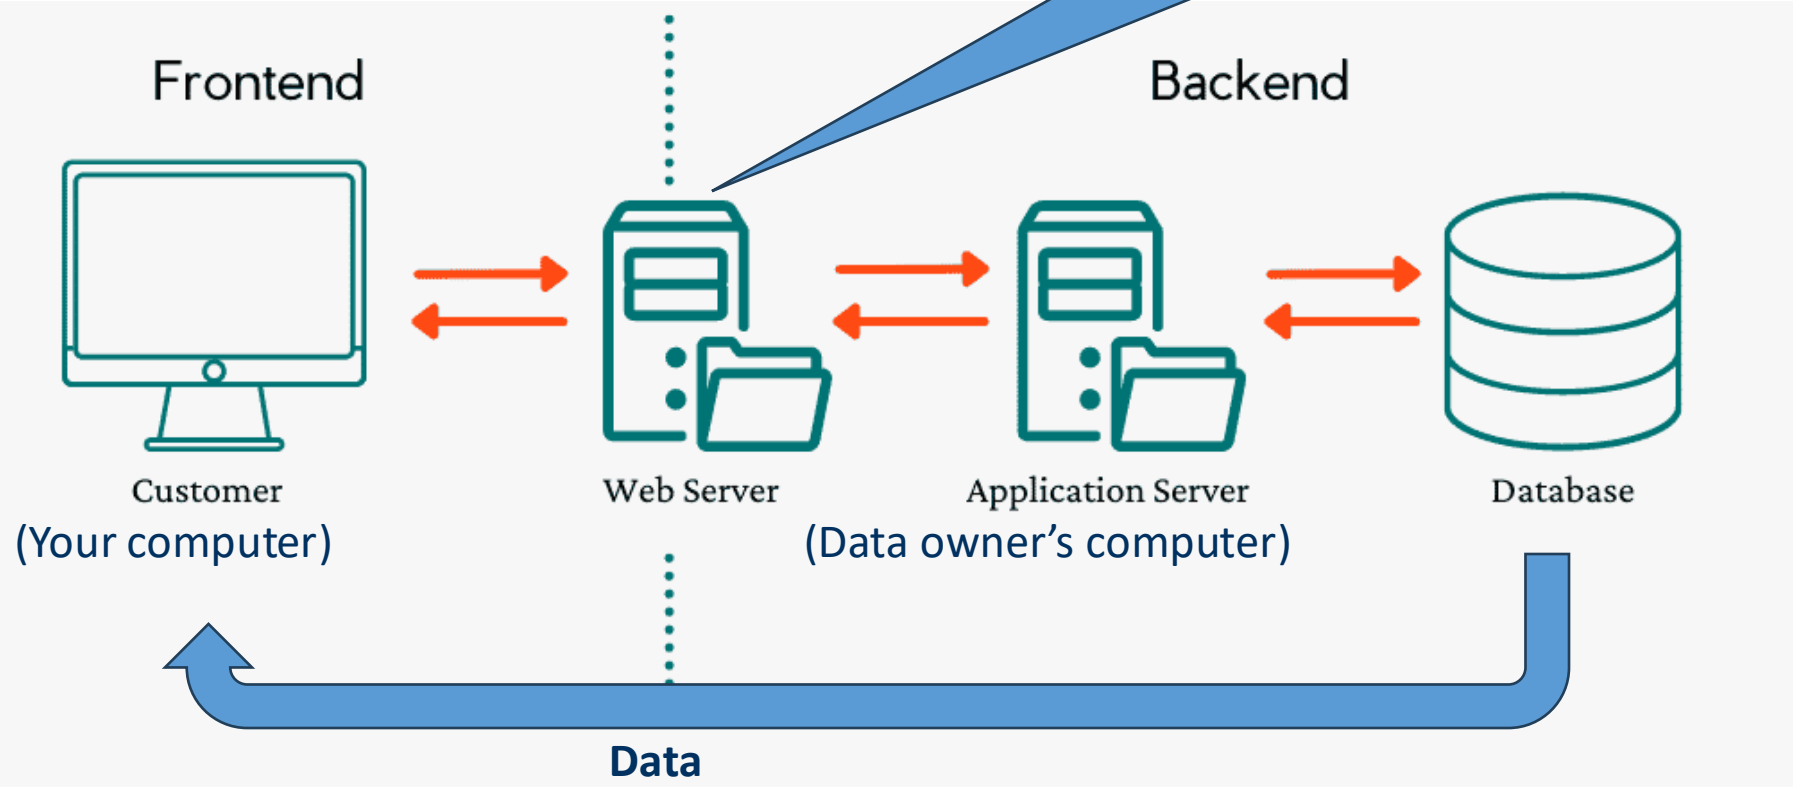 Frontend
Backend
Customer
Web Server
Application Server
Database
(Your computer)
(Data owner’s computer)
Data